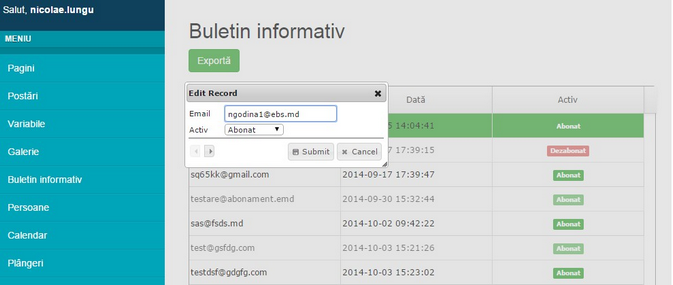 Salut, nicolae.lungu
MENIU
Pagini
Postări
Variabile
Galerie
Buletin informativ
Persoane
Calendar
Plângeri
Buletin informativ
Exportă
Edit Record
Email ngodina1@ebs.md
Activ Abonat
Submit Cancel
Dată Activ
14:04:41 Abonat
17:39:15 Dezabonat
sq65kk@gmail.com 2014-09-17 17:39:47 Abonat
testare@abonament.emd 2014-09-30 15:32:44 Abonat
sas@fsds.md 2014-10-02 09:42:22 Abonat
test@gsfdg.com 2014-10-03 15:21:26 Abonat
testdsf@gdgfg.com 2014-10-03 15:23:02 Abonat